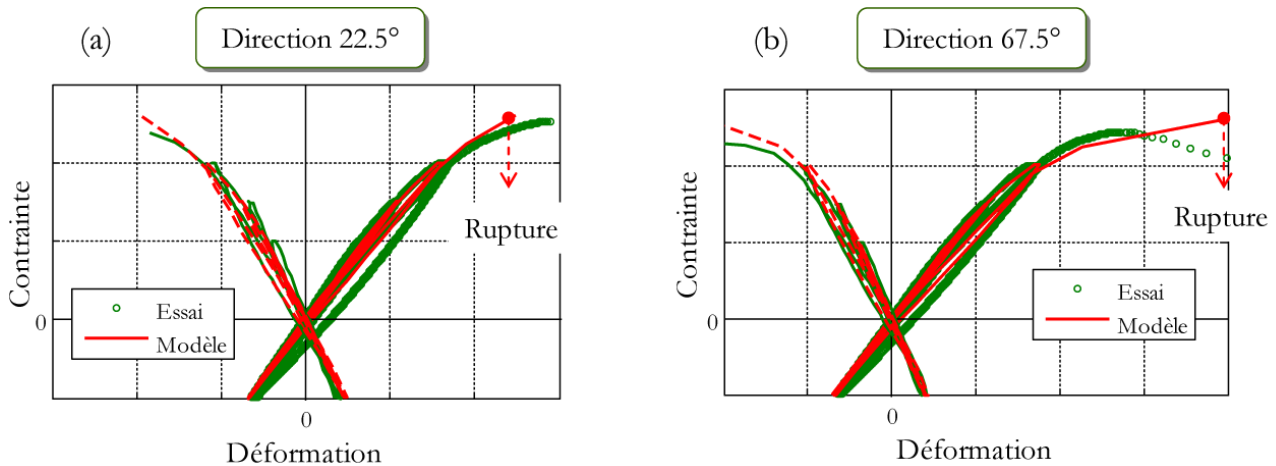 (a)
Direction 22.5°
Contrainte
0
Rupture
Essai
Modèle
0
Déformation
(b)
Direction 67.5°
Contrainte
0
Rupture
Essai
Modèle
0
Déformation